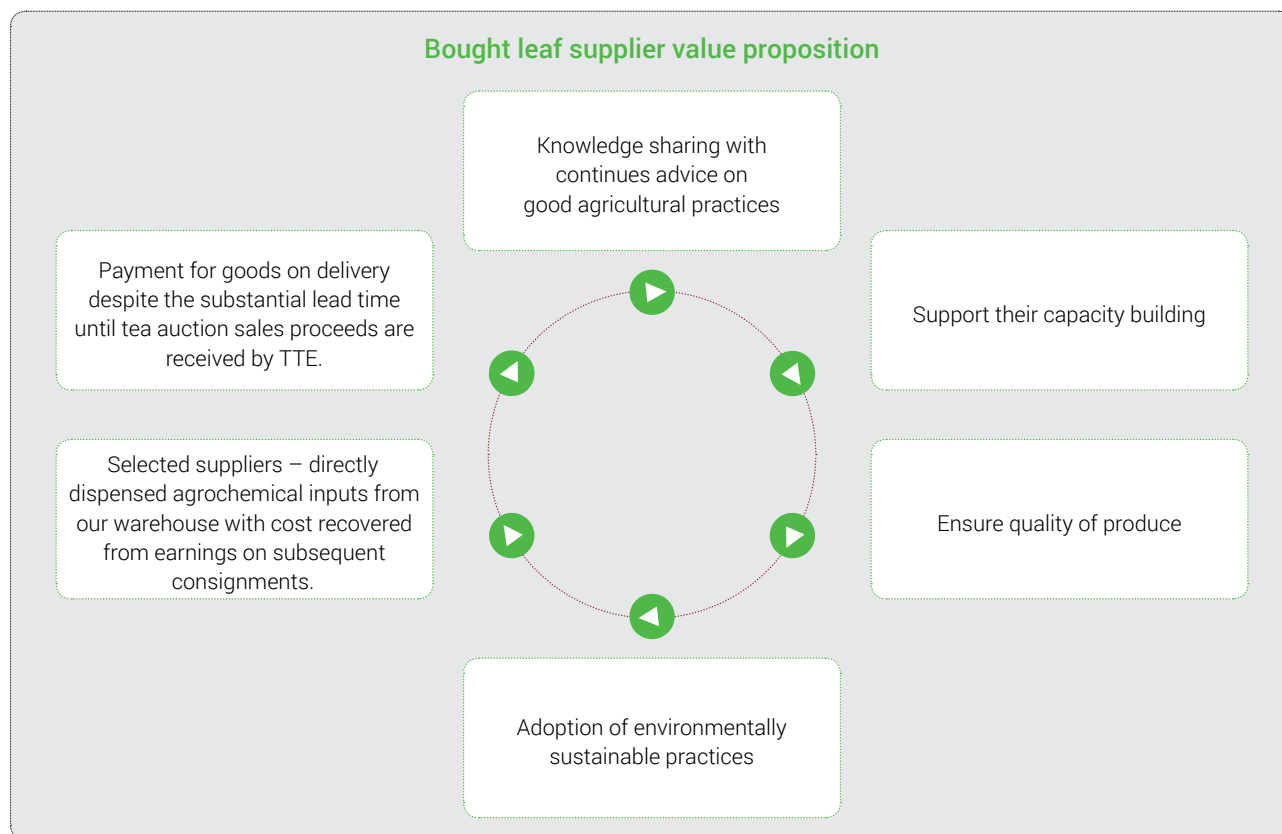 Bought leaf supplier value proposition
Knowledge sharing with
continues advice on
good agricultural practices
Support their capacity building
Ensure quality of produce
Adoption of environmentally
sustainable practices
Selected suppliers – directly
dispensed agrochemical inputs from
our warehouse with cost recovered
from earnings on subsequent
consignments.
Payment for goods on delivery
despite the substantial lead time
until tea auction sales proceeds are
received by TTE.